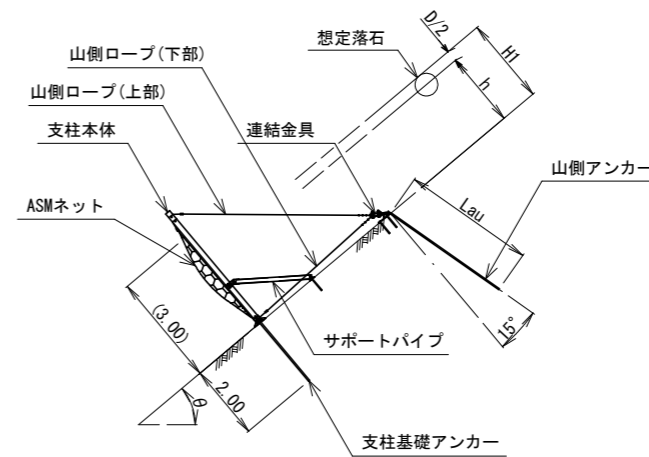 想定落石
D/2
H1
h
山側ロープ(下部)
山側ロープ(上部)
支柱本体
連結金具
ASMネット
山側アンカー
Lau
15°
サポートパイプ
(3.00)
2.00
θ
支柱基礎アンカー